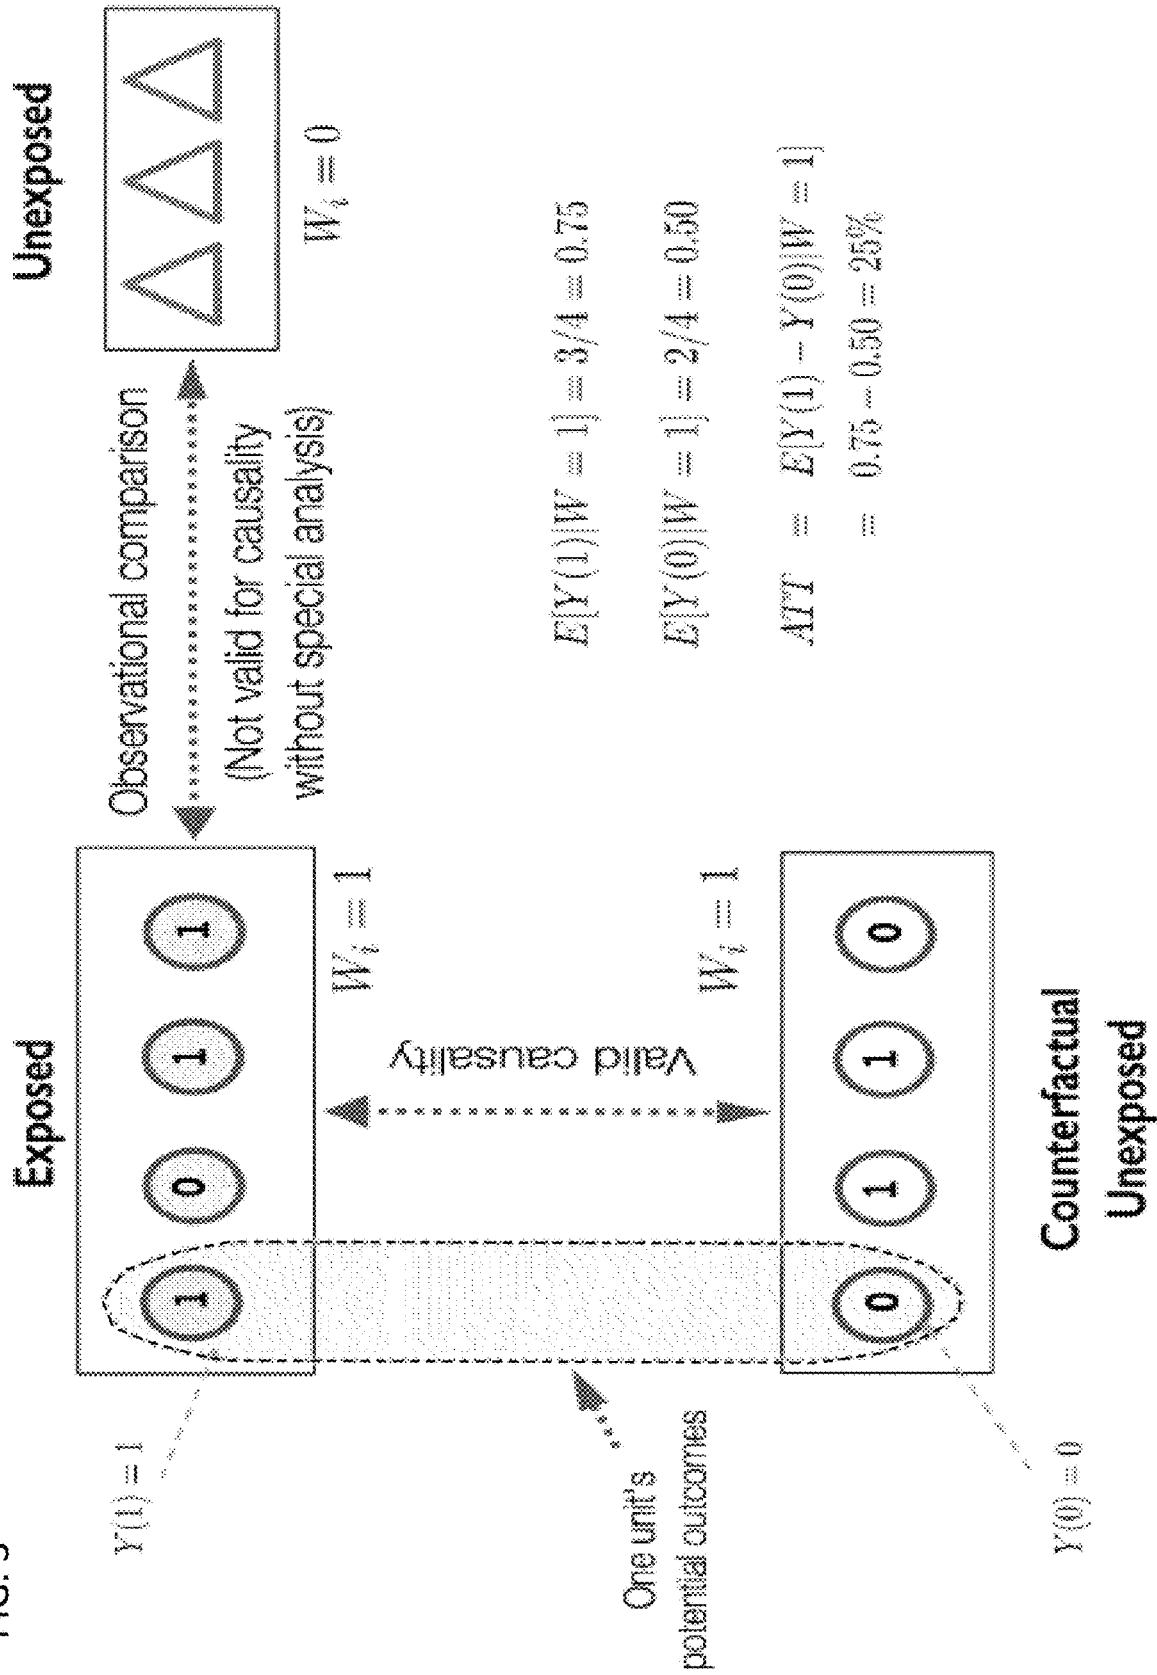 FIG. 5
Exposed
Unexposed
Y(1) = 1
1 0 1 1
Observational comparison
(Not valid for causality
without special analysis)
W_i = 1
W_i = 0
One unit's
potential outcomes
Valid causality
E[Y(1)|W = 1] = 3/4 = 0.75
E[Y(0)|W = 1] = 2/4 = 0.50
W_i = 1
ATT = E[Y(1) − Y(0)|W = 1]
= 0.75 − 0.50 = 25%
0 1 1 0
Y(0) = 0
Counterfactual
Unexposed